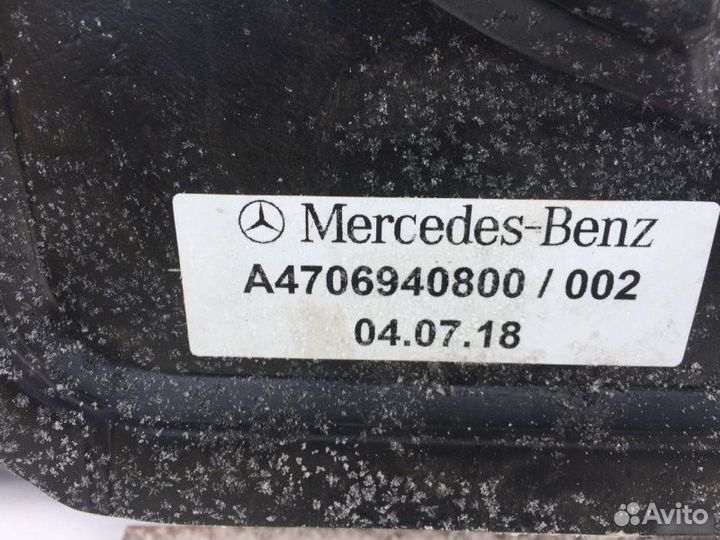 Mercedes-Benz
A4706940800 / 002
04.07.18
Avito